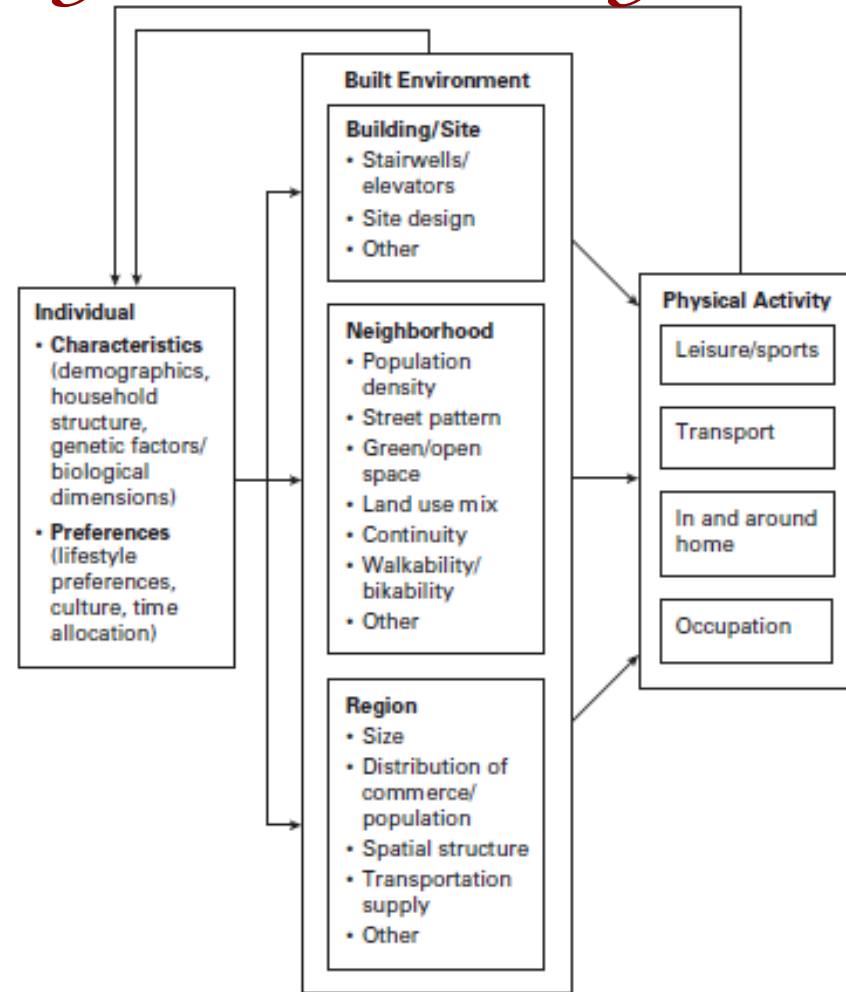 Built Environment
Building/Site
• Stairwells/
elevators
• Site design
• Other
Individual
• Characteristics
(demographics,
household
structure,
genetic factors/
biological
dimensions)
• Preferences
(lifestyle
preferences,
culture, time
allocation)
Neighborhood
• Population
density
• Street pattern
• Green/open
space
• Land use mix
• Continuity
• Walkability/
bikability
• Other
Region
• Size
• Distribution of
commerce/
population
• Spatial structure
• Transportation
supply
• Other
Physical Activity
Leisure/sports
Transport
In and around
home
Occupation